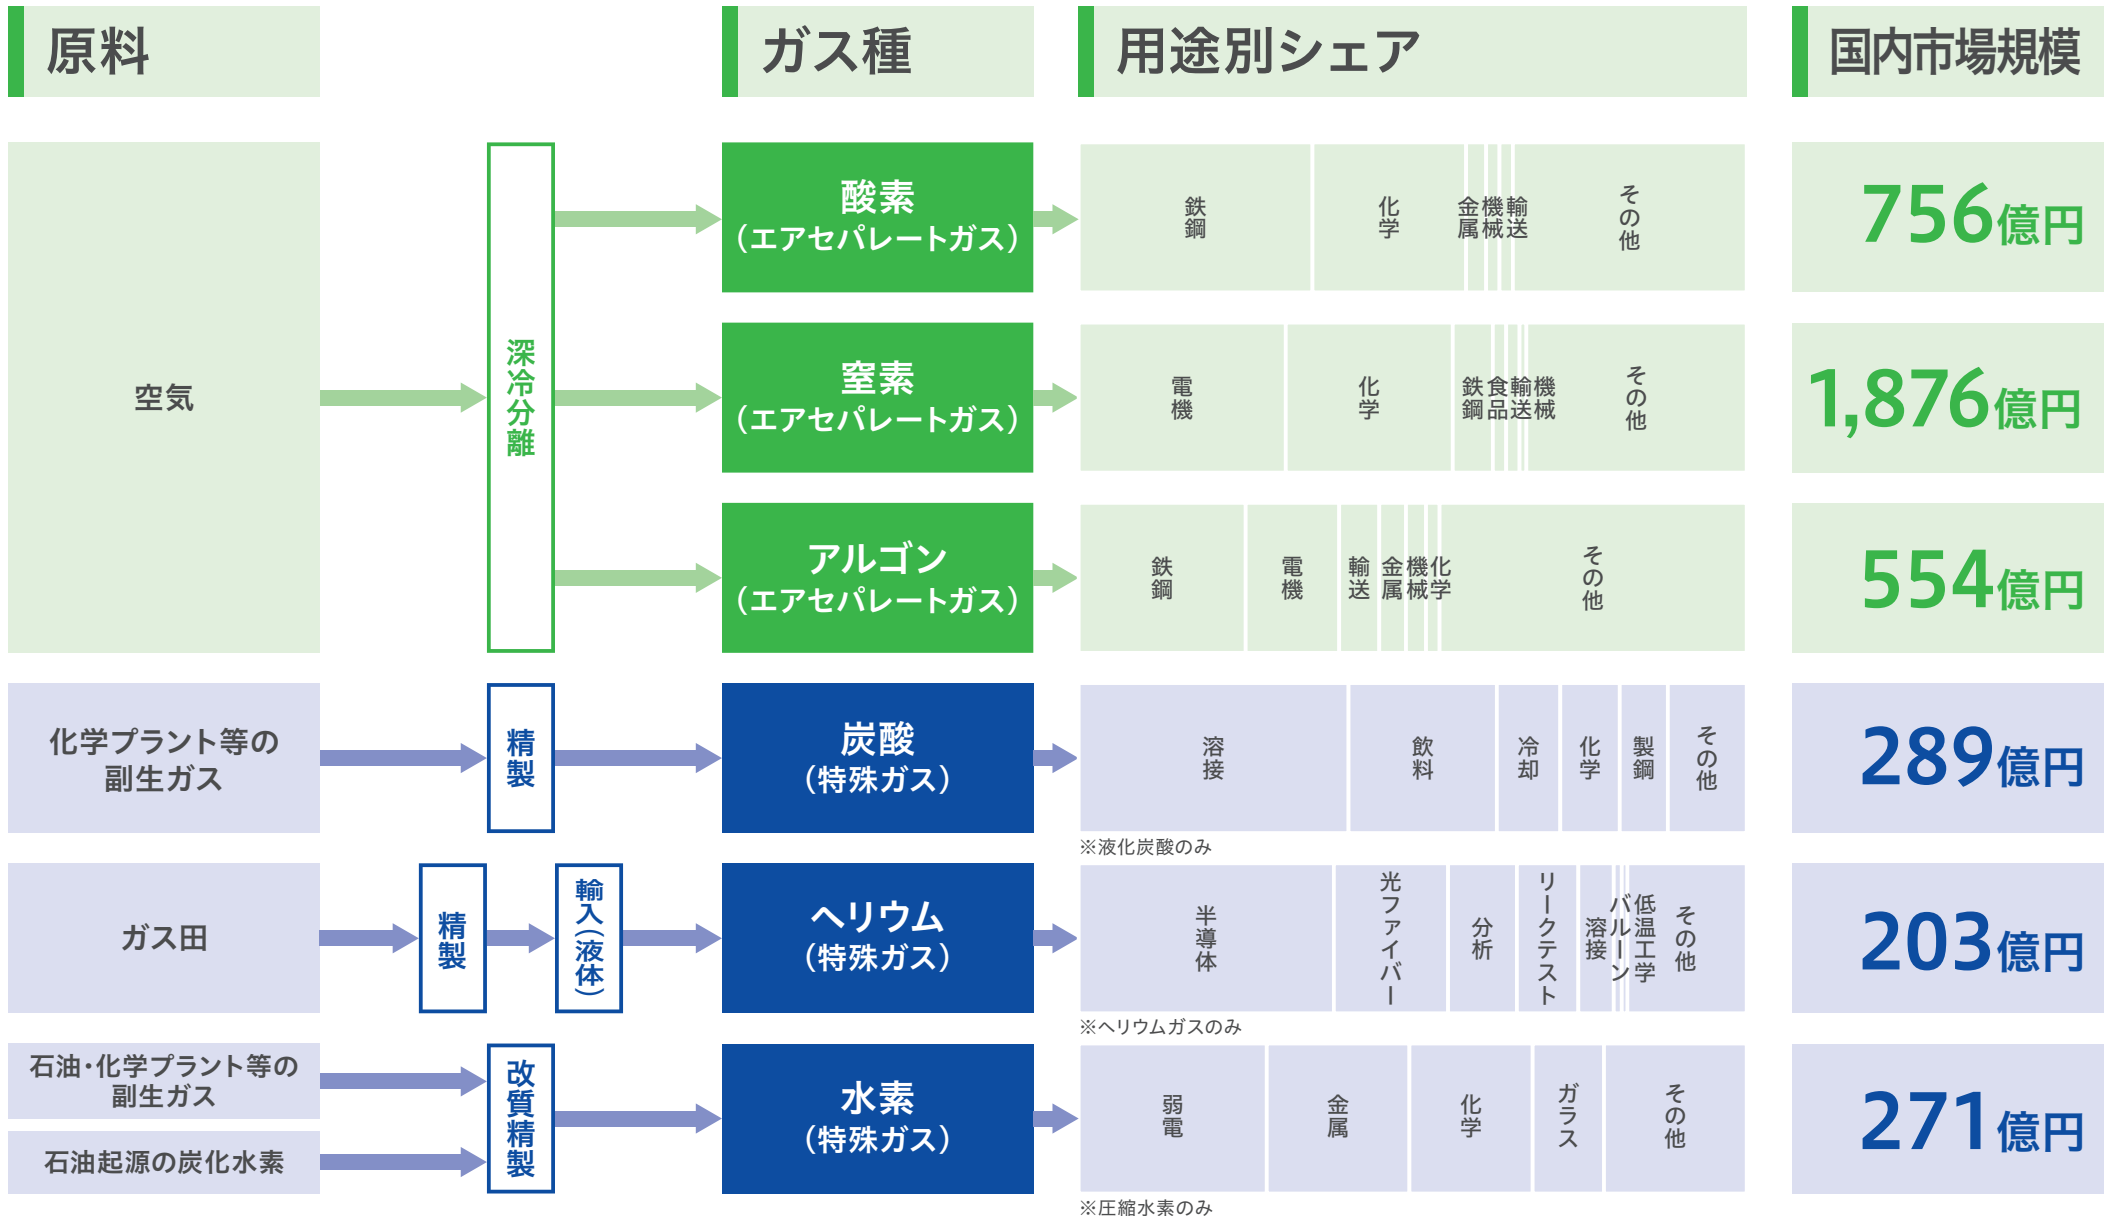 原料
ガス種
用途別シェア
国内市場規模
空気
深冷分離
酸素
（エアセパレートガス）
鉄鋼
化学
金属
機械
輸送
その他
756億円
窒素
（エアセパレートガス）
電機
化学
鉄鋼
食品
輸送
機械
その他
1,876億円
アルゴン
（エアセパレートガス）
鉄鋼
電機
輸送
金属
機械
化学
その他
554億円
化学プラント等の
副生ガス
精製
炭酸
（特殊ガス）
溶接
飲料
冷却
化学
製鋼
その他
※液化炭酸のみ
289億円
ガス田
精製
輸入（液体）
ヘリウム
（特殊ガス）
半導体
光ファイバー
分析
リークテスト
溶接
バルーン
低温工学
その他
※ヘリウムガスのみ
203億円
石油・化学プラント等の
副生ガス
石油起源の炭化水素
改質精製
水素
（特殊ガス）
弱電
金属
化学
ガラス
その他
※圧縮水素のみ
271億円